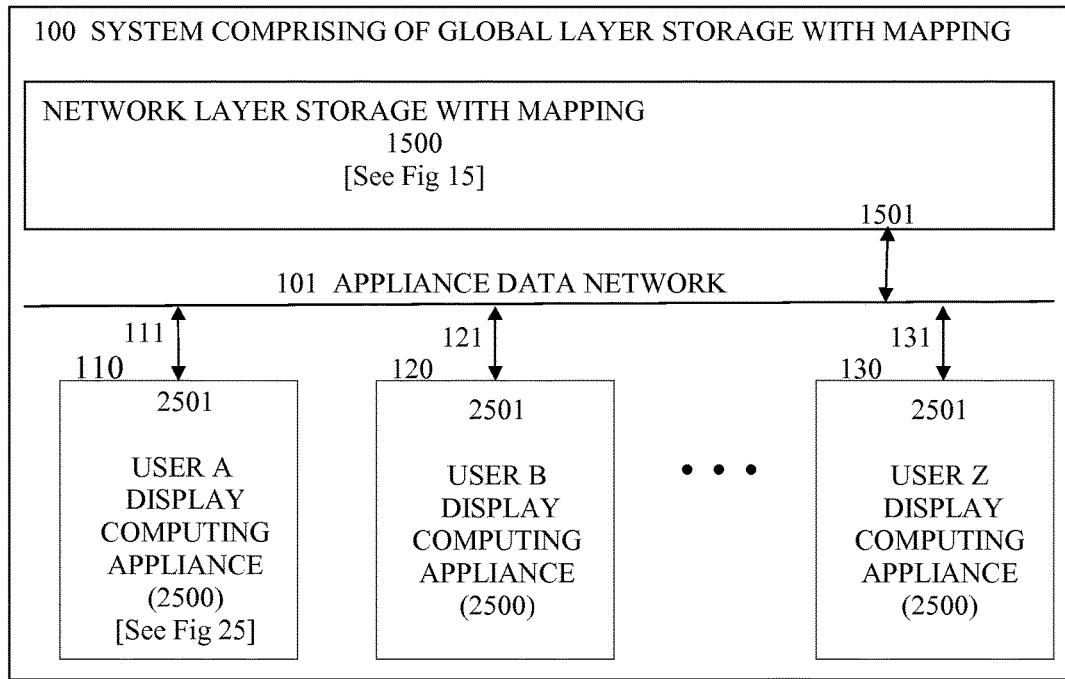 100 SYSTEM COMPRISING OF GLOBAL LAYER STORAGE WITH MAPPING
NETWORK LAYER STORAGE WITH MAPPING
1500
[See Fig 15]
1501
101 APPLIANCE DATA NETWORK
111
121
131
110
120
130
2501
USER A
DISPLAY
COMPUTING
APPLIANCE
(2500)
[See Fig 25]
2501
USER B
DISPLAY
COMPUTING
APPLIANCE
(2500)
• • •
2501
USER Z
DISPLAY
COMPUTING
APPLIANCE
(2500)